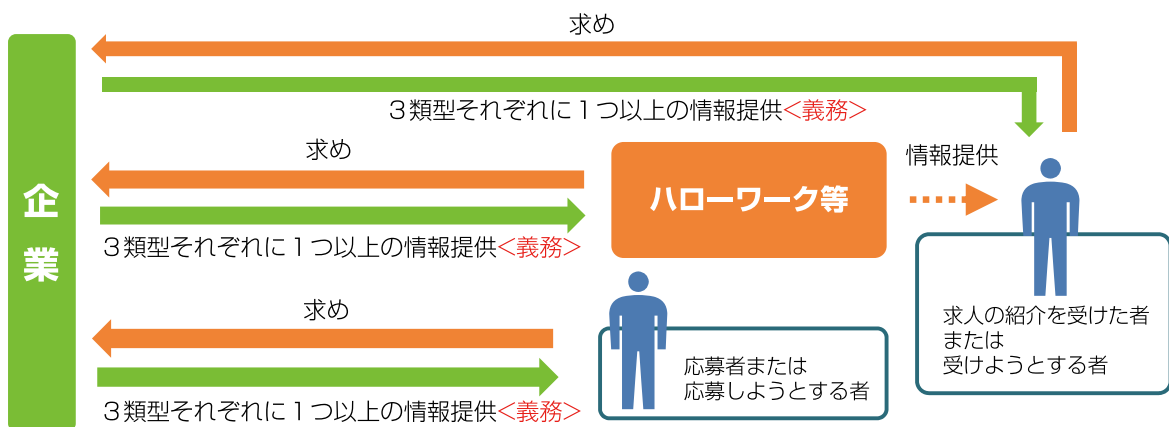 求め
3類型それぞれに1つ以上の情報提供<義務>
企業
求め
ハローワーク等
情報提供
3類型それぞれに1つ以上の情報提供<義務>
求め
求人の紹介を受けた者
または
受けようとする者
応募者または
応募しようとする者
3類型それぞれに1つ以上の情報提供<義務>